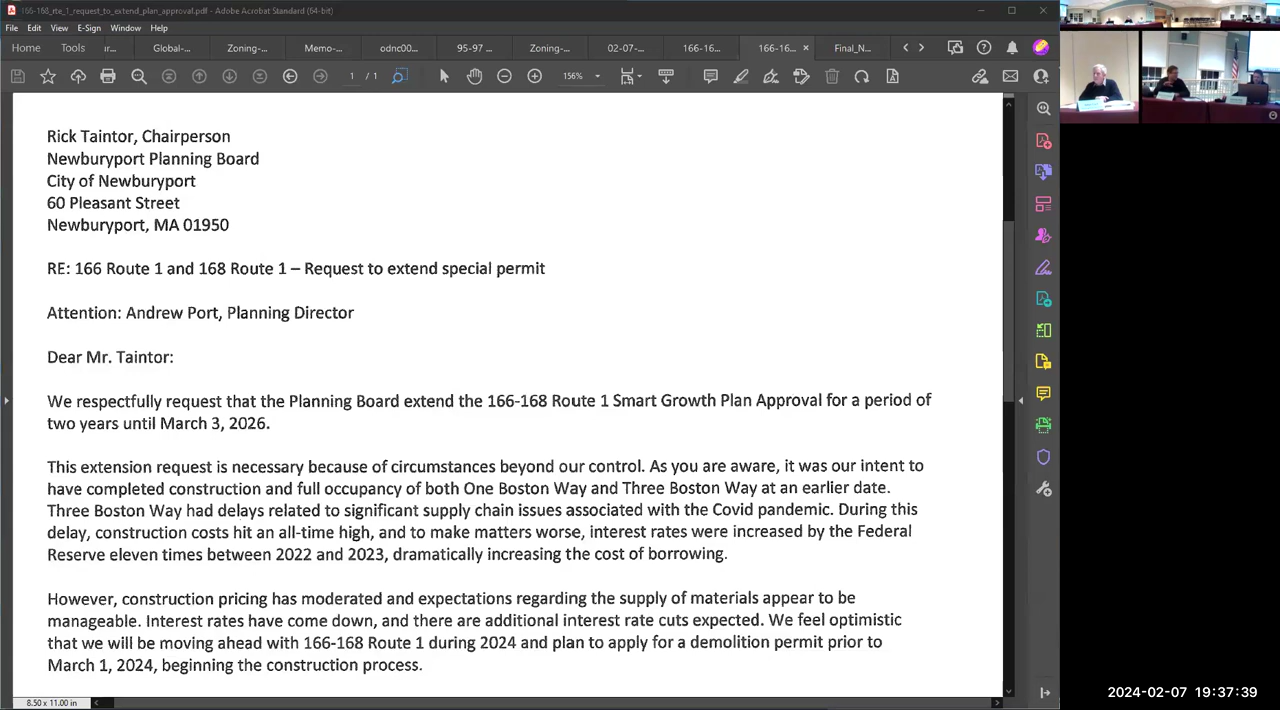 166-168_rte_1_request_to_extend_plan_approval.pdf - Adobe Acrobat Standard (64-bit)
File Edit View E-Sign Window Help
Home Tools ır... Global-... Zoning-... Memo-... odnc00... 95-97 ... Zoning-... 02-07-... 166-16... 166-16... × Final_N...
1 / 1 156%
Rick Taintor, Chairperson
Newburyport Planning Board
City of Newburyport
60 Pleasant Street
Newburyport, MA 01950
RE: 166 Route 1 and 168 Route 1 – Request to extend special permit
Attention: Andrew Port, Planning Director
Dear Mr. Taintor:
We respectfully request that the Planning Board extend the 166-168 Route 1 Smart Growth Plan Approval for a period of
two years until March 3, 2026.
This extension request is necessary because of circumstances beyond our control. As you are aware, it was our intent to
have completed construction and full occupancy of both One Boston Way and Three Boston Way at an earlier date.
Three Boston Way had delays related to significant supply chain issues associated with the Covid pandemic. During this
delay, construction costs hit an all-time high, and to make matters worse, interest rates were increased by the Federal
Reserve eleven times between 2022 and 2023, dramatically increasing the cost of borrowing.
However, construction pricing has moderated and expectations regarding the supply of materials appear to be
manageable. Interest rates have come down, and there are additional interest rate cuts expected. We feel optimistic
that we will be moving ahead with 166-168 Route 1 during 2024 and plan to apply for a demolition permit prior to
March 1, 2024, beginning the construction process.
8.50 x 11.00 in
2024-02-07 19:37:39